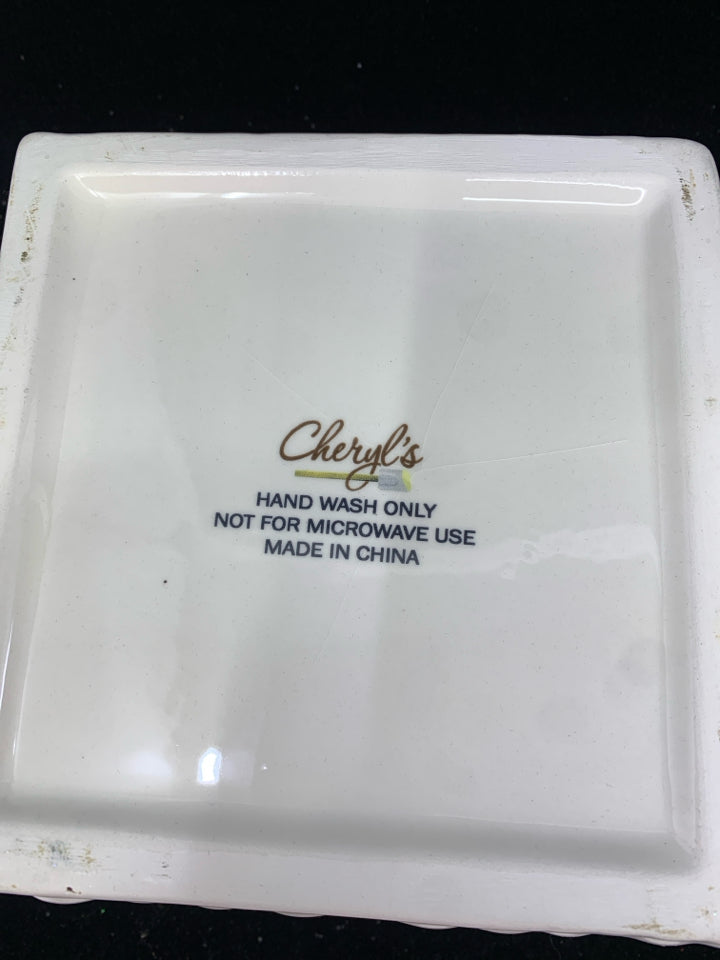 Cheryl's
HAND WASH ONLY
NOT FOR MICROWAVE USE
MADE IN CHINA